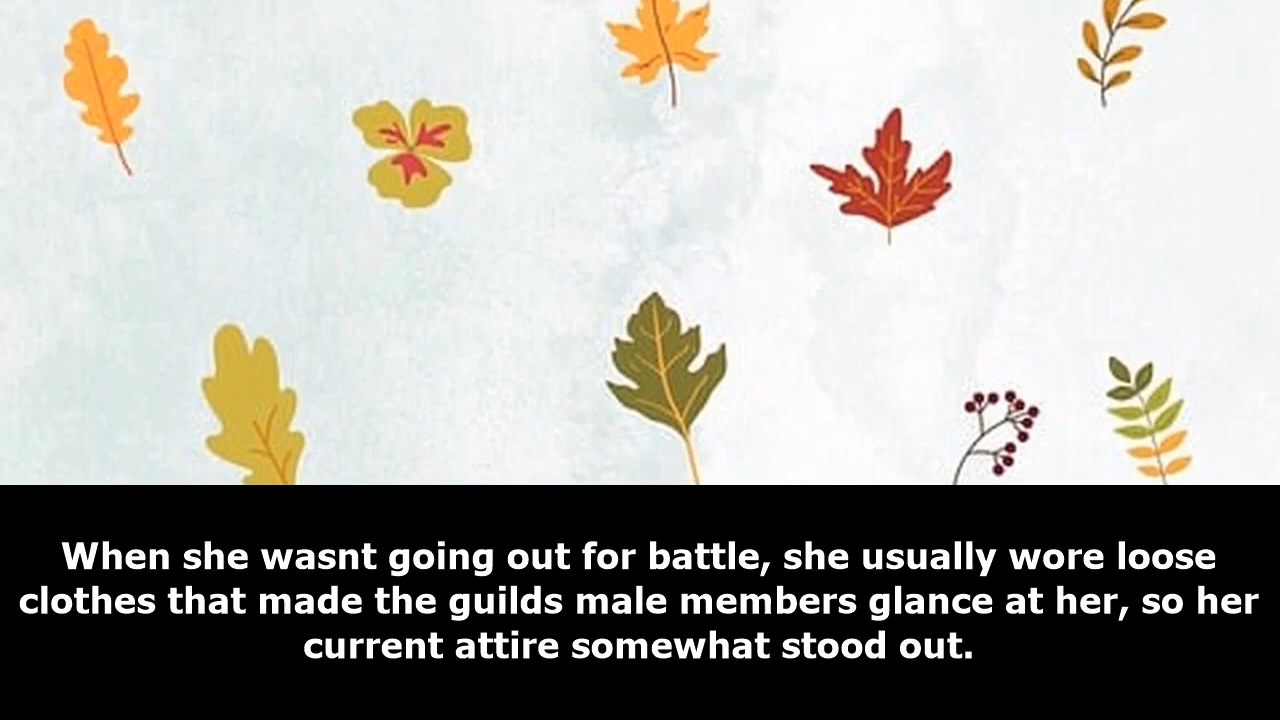 When she wasnt going out for battle, she usually wore loose
clothes that made the guilds male members glance at her, so her
current attire somewhat stood out.